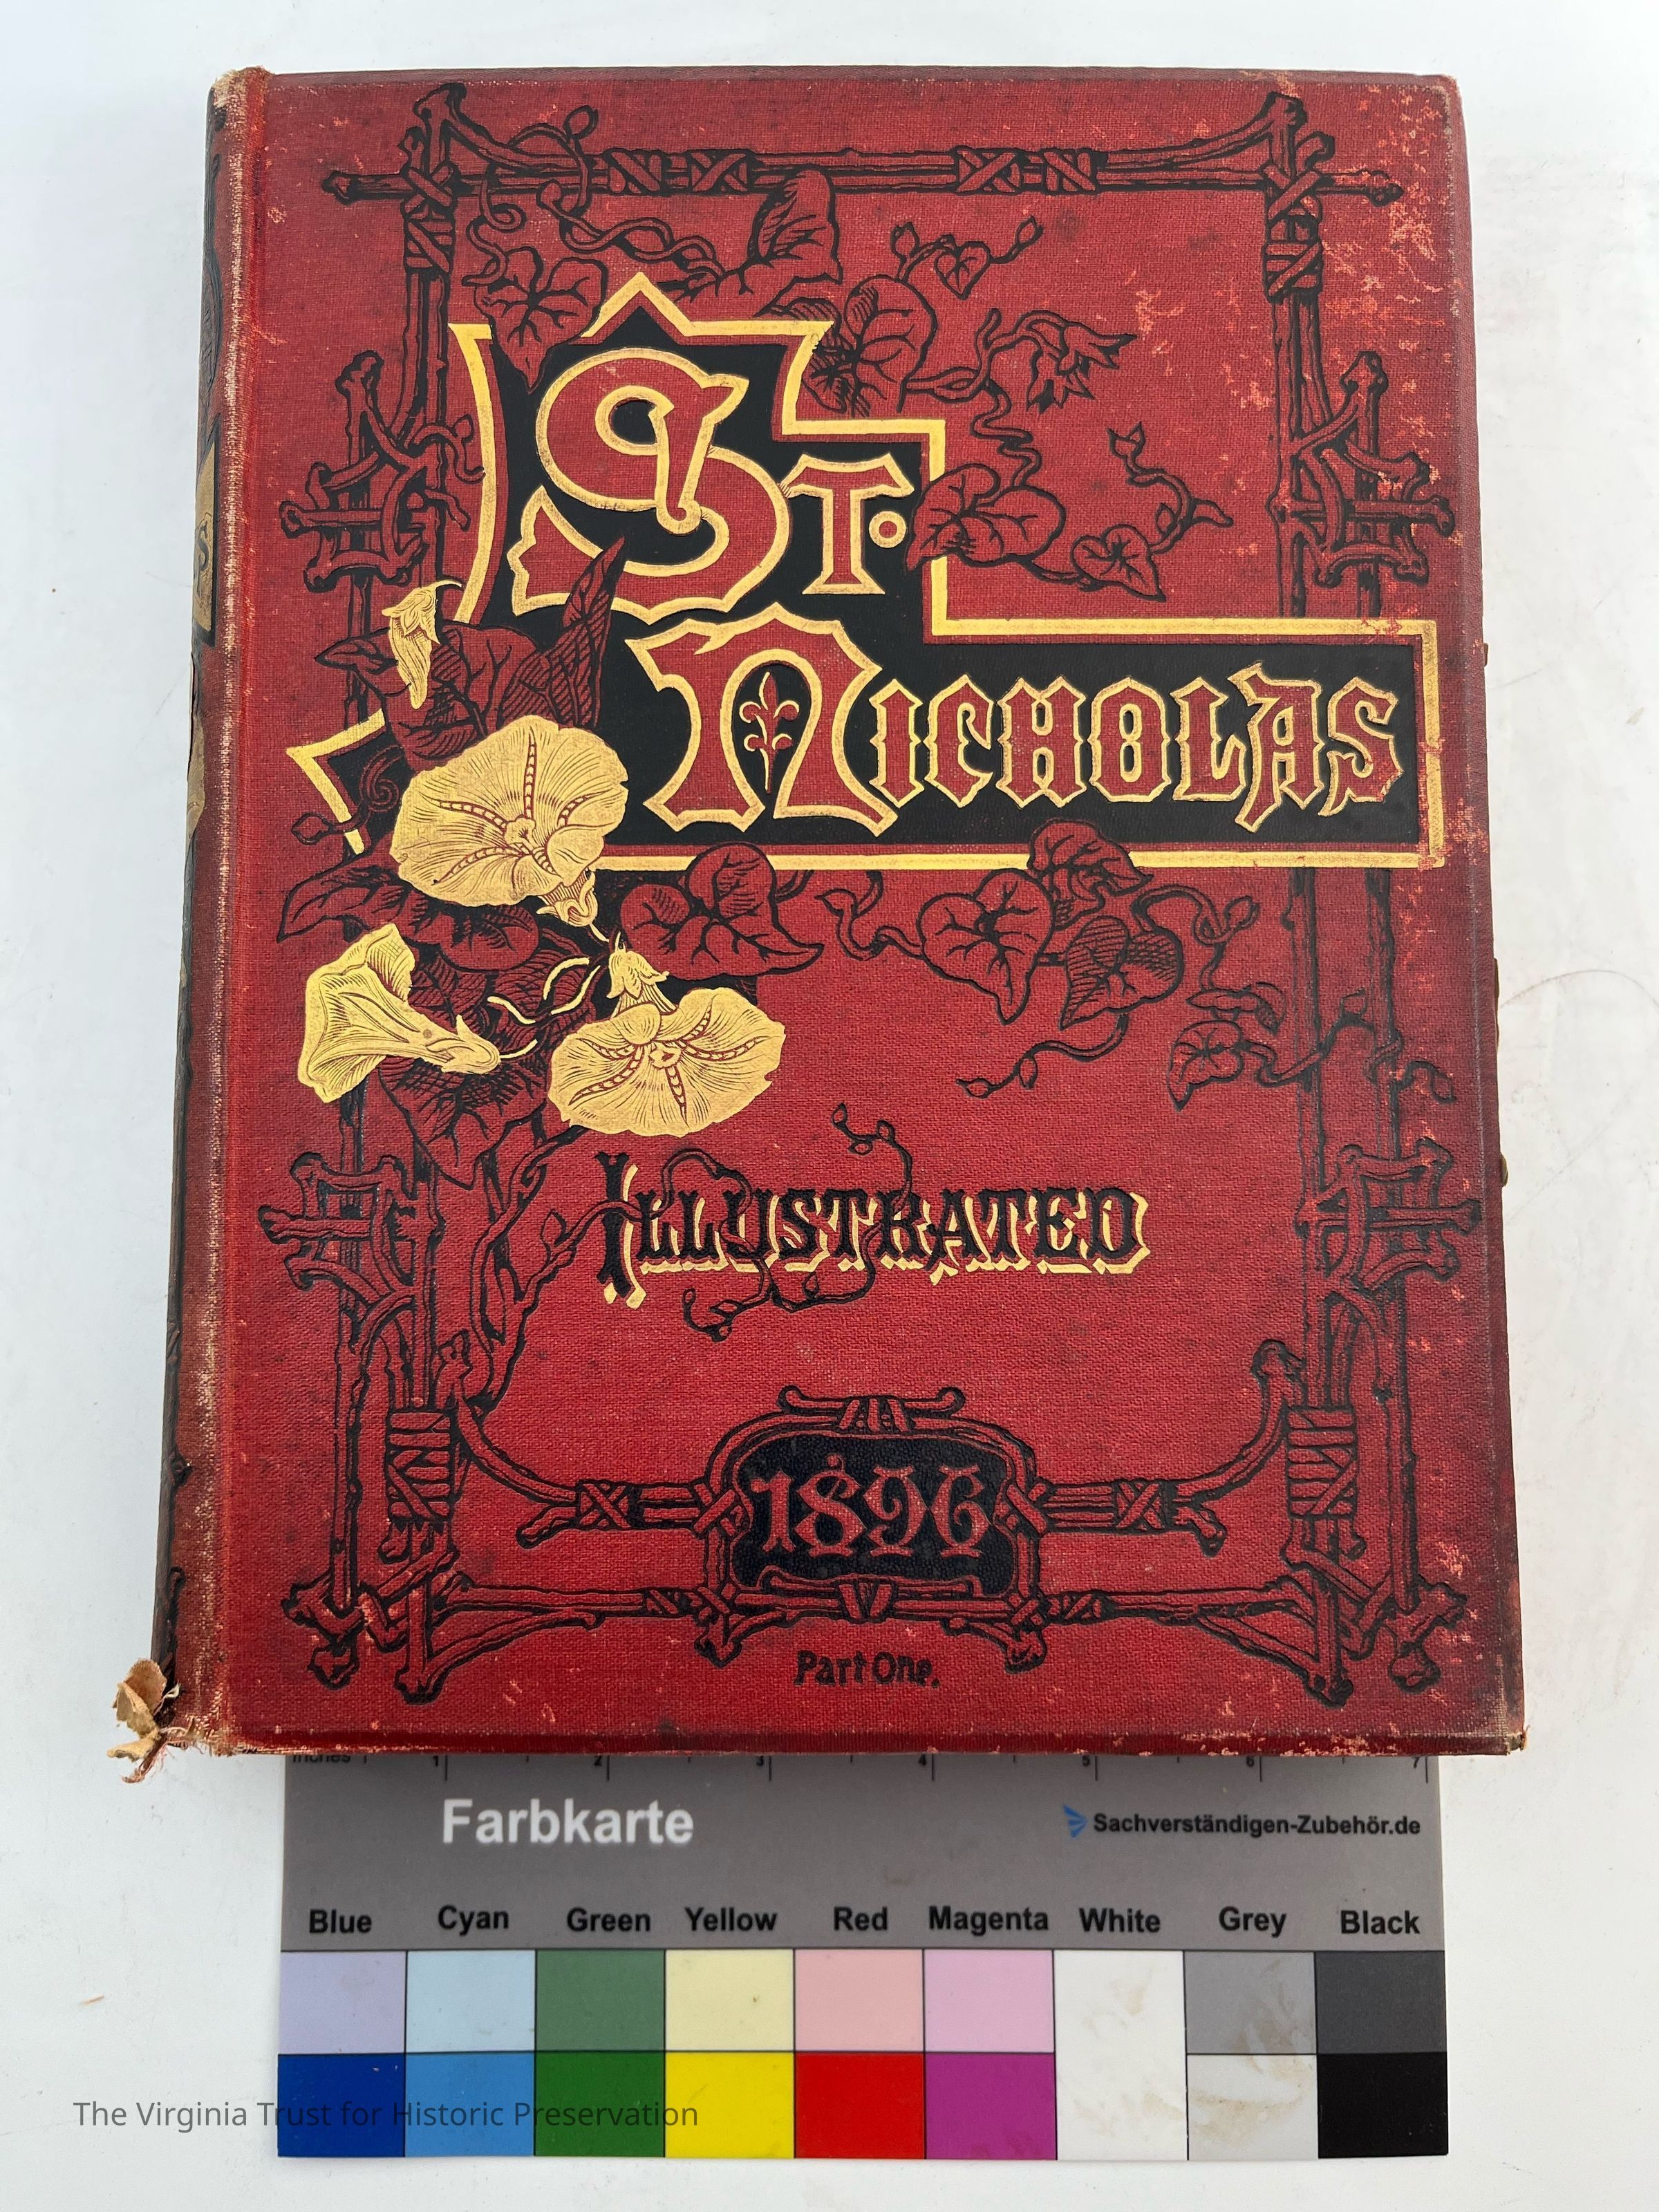 St.
Nicholas
Illustrated
1896
Part One.
inches 1 2 3 4 5 6 7
Farbkarte
Sachverständigen-Zubehör.de
Blue Cyan Green Yellow Red Magenta White Grey Black
The Virginia Trust for Historic Preservation